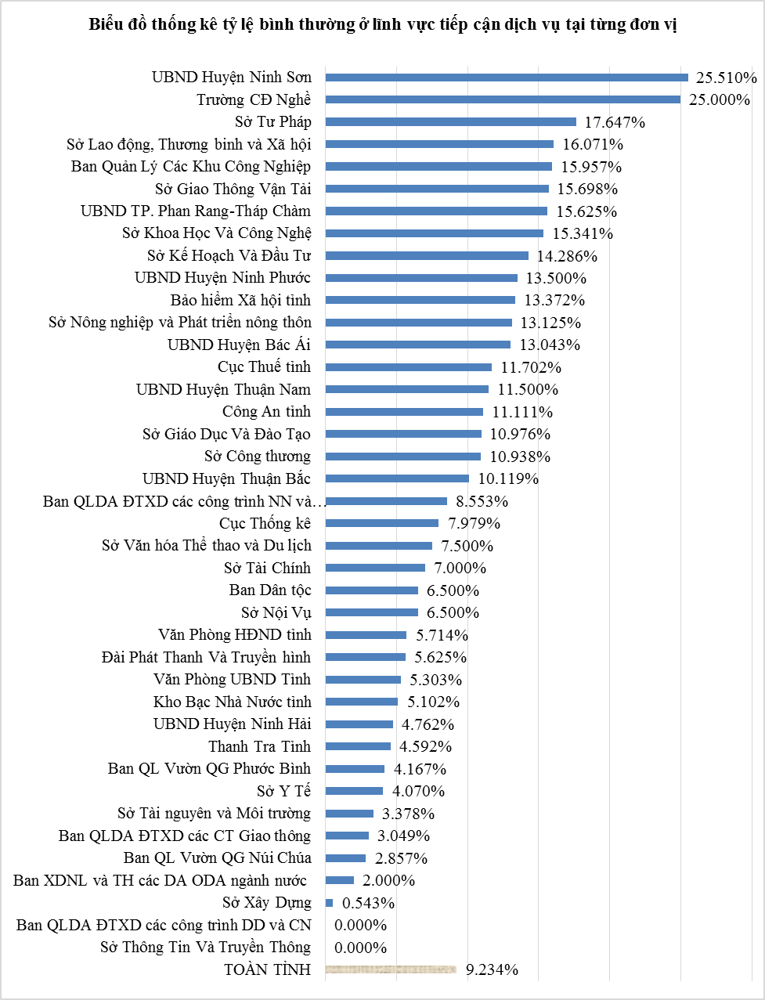 Biểu đồ thống kê tỷ lệ bình thường ở lĩnh vực tiếp cận dịch vụ tại từng đơn vị
UBND Huyện Ninh Sơn 25.510%
Trường CĐ Nghề 25.000%
Sở Tư Pháp 17.647%
Sở Lao động, Thương binh và Xã hội 16.071%
Ban Quản Lý Các Khu Công Nghiệp 15.957%
Sở Giao Thông Vận Tải 15.698%
UBND TP. Phan Rang-Tháp Chàm 15.625%
Sở Khoa Học Và Công Nghệ 15.341%
Sở Kế Hoạch Và Đầu Tư 14.286%
UBND Huyện Ninh Phước 13.500%
Bảo hiểm Xã hội tỉnh 13.372%
Sở Nông nghiệp và Phát triển nông thôn 13.125%
UBND Huyện Bác Ái 13.043%
Cục Thuế tỉnh 11.702%
UBND Huyện Thuận Nam 11.500%
Công An tỉnh 11.111%
Sở Giáo Dục Và Đào Tạo 10.976%
Sở Công thương 10.938%
UBND Huyện Thuận Bắc 10.119%
Ban QLDA ĐTXD các công trình NN và… 8.553%
Cục Thống kê 7.979%
Sở Văn hóa Thể thao và Du lịch 7.500%
Sở Tài Chính 7.000%
Ban Dân tộc 6.500%
Sở Nội Vụ 6.500%
Văn Phòng HĐND tỉnh 5.714%
Đài Phát Thanh Và Truyền hình 5.625%
Văn Phòng UBND Tỉnh 5.303%
Kho Bạc Nhà Nước tỉnh 5.102%
UBND Huyện Ninh Hải 4.762%
Thanh Tra Tỉnh 4.592%
Ban QL Vườn QG Phước Bình 4.167%
Sở Y Tế 4.070%
Sở Tài nguyên và Môi trường 3.378%
Ban QLDA ĐTXD các CT Giao thông 3.049%
Ban QL Vườn QG Núi Chúa 2.857%
Ban XDNL và TH các DA ODA ngành nước 2.000%
Sở Xây Dựng 0.543%
Ban QLDA ĐTXD các công trình DD và CN 0.000%
Sở Thông Tin Và Truyền Thông 0.000%
TOÀN TỈNH 9.234%